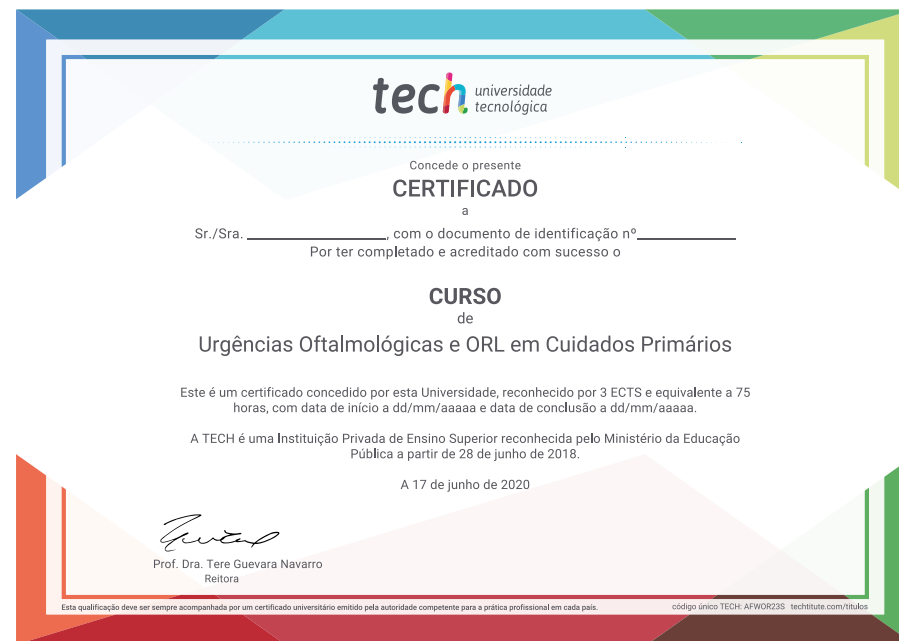 tech universidade
tecnológica
Concede o presente
CERTIFICADO
a
Sr./Sra. ________________, com o documento de identificação nº____________
Por ter completado e acreditado com sucesso o
CURSO
de
Urgências Oftalmológicas e ORL em Cuidados Primários
Este é um certificado concedido por esta Universidade, reconhecido por 3 ECTS e equivalente a 75
horas, com data de início a dd/mm/aaaaa e data de conclusão a dd/mm/aaaaa.
A TECH é uma Instituição Privada de Ensino Superior reconhecida pelo Ministério da Educação
Pública a partir de 28 de junho de 2018.
A 17 de junho de 2020
Prof. Dra. Tere Guevara Navarro
Reitora
Esta qualificação deve ser sempre acompanhada por um certificado universitário emitido pela autoridade competente para a prática profissional em cada país.
código único TECH: AFWOR23S techtitute.com/titulos